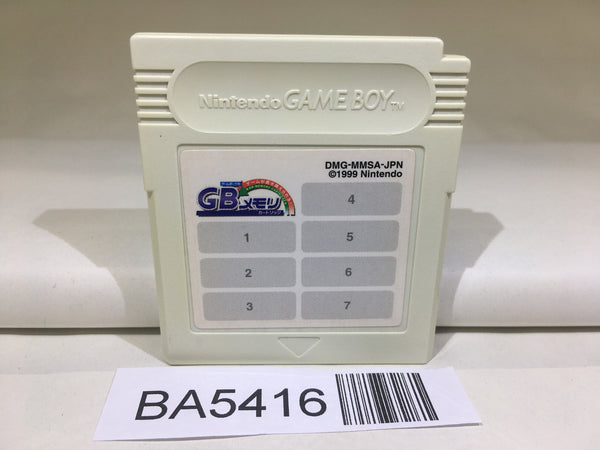 Nintendo GAME BOY TM
DMG-MMSA-JPN
©1999 Nintendo
GBメモリ
カートリッジ
4
1
5
2
6
3
7
BA5416